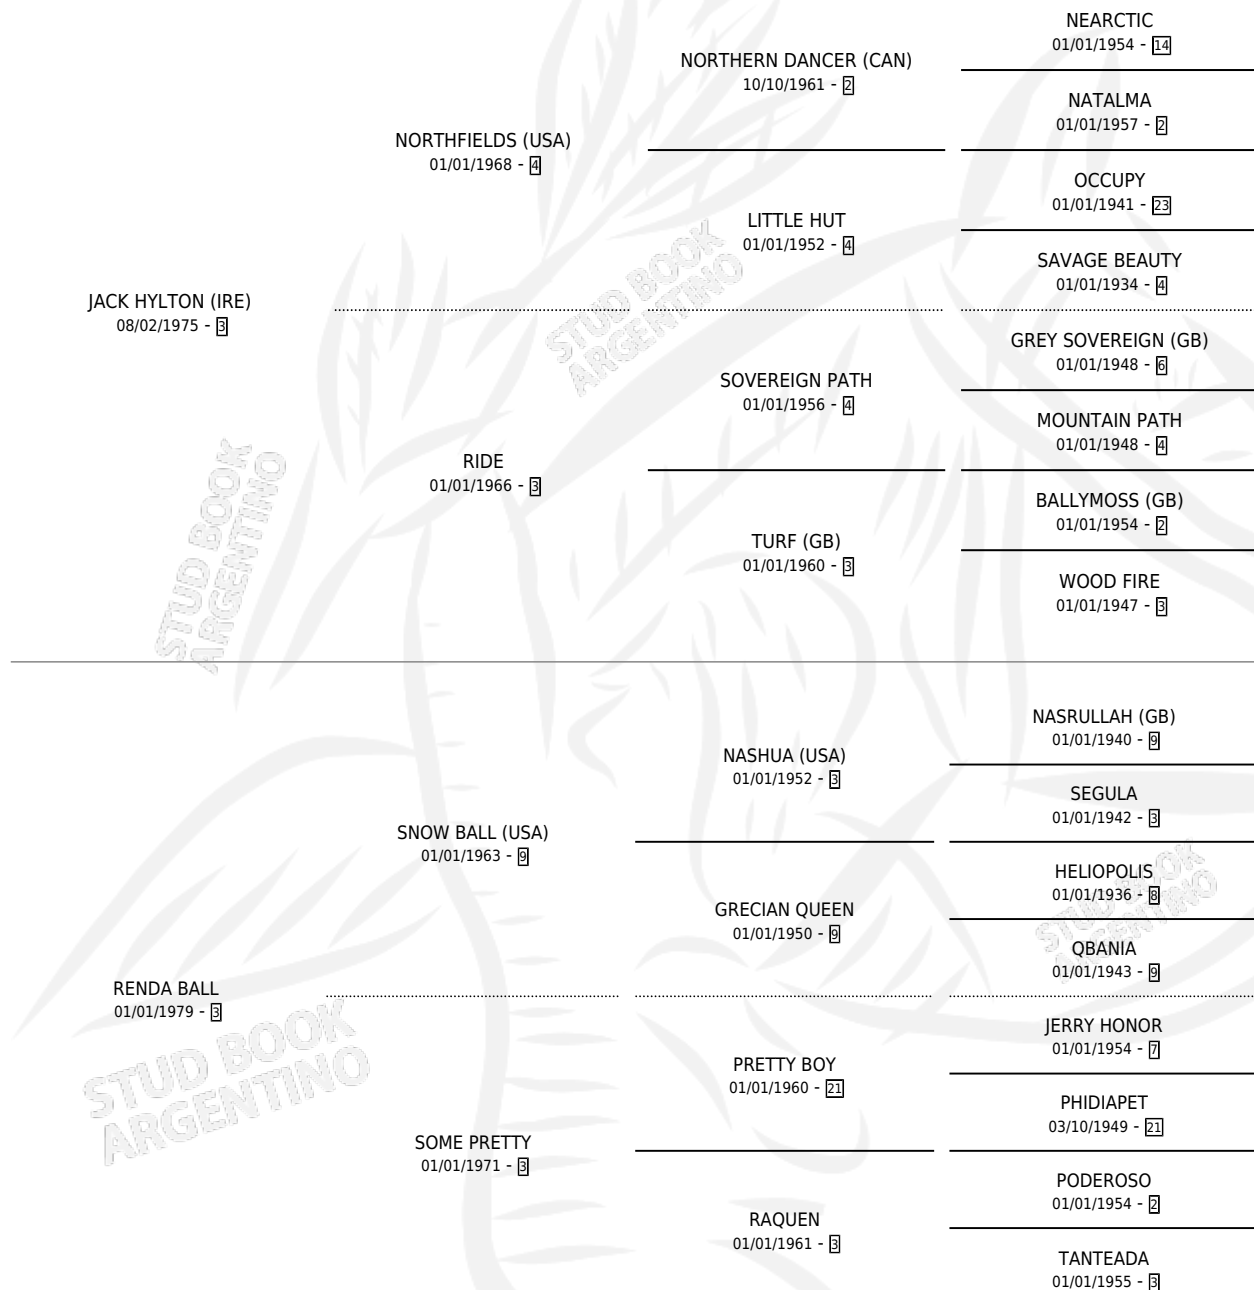 NEARCTIC
01/01/1954 - 14
NORTHERN DANCER (CAN)
10/10/1961 - 2
NATALMA
01/01/1957 - 2
NORTHFIELDS (USA)
01/01/1968 - 4
OCCUPY
01/01/1941 - 23
LITTLE HUT
01/01/1952 - 4
SAVAGE BEAUTY
01/01/1934 - 4
JACK HYLTON (IRE)
08/02/1975 - 3
GREY SOVEREIGN (GB)
01/01/1948 - 6
SOVEREIGN PATH
01/01/1956 - 4
MOUNTAIN PATH
01/01/1948 - 4
RIDE
01/01/1966 - 3
BALLYMOSS (GB)
01/01/1954 - 2
TURF (GB)
01/01/1960 - 3
WOOD FIRE
01/01/1947 - 3
NASRULLAH (GB)
01/01/1940 - 9
NASHUA (USA)
01/01/1952 - 3
SEGULA
01/01/1942 - 3
SNOW BALL (USA)
01/01/1963 - 9
HELIOPOLIS
01/01/1936 - 8
GRECIAN QUEEN
01/01/1950 - 9
QBANIA
01/01/1943 - 9
RENDA BALL
01/01/1979 - 3
JERRY HONOR
01/01/1954 - 7
PRETTY BOY
01/01/1960 - 21
PHIDIAPET
03/10/1949 - 21
SOME PRETTY
01/01/1971 - 3
PODEROSO
01/01/1954 - 2
RAQUEN
01/01/1961 - 3
TANTEADA
01/01/1955 - 3
STUD BOOK
ARGENTINO
STUD BOOK
ARGENTINO
STUD BOOK
ARGENTINO
STUD BOOK
ARGENTINO